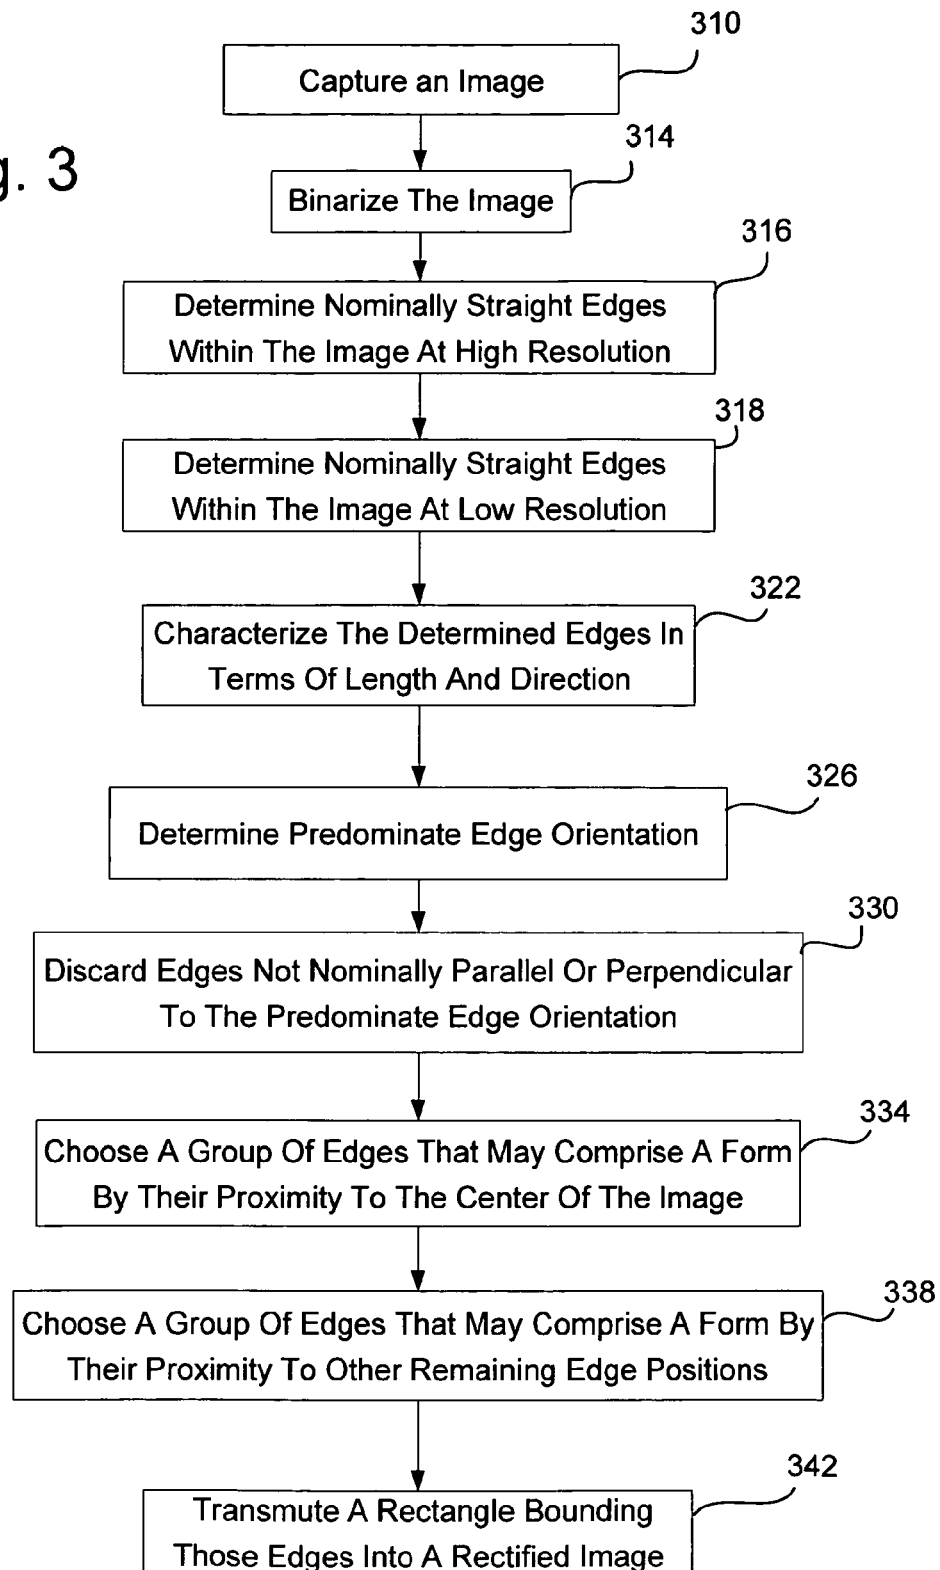 310
Capture an Image
314
g. 3
Binarize The Image
316
Determine Nominally Straight Edges
Within The Image At High Resolution
318
Determine Nominally Straight Edges
Within The Image At Low Resolution
322
Characterize The Determined Edges In
Terms Of Length And Direction
326
Determine Predominate Edge Orientation
330
Discard Edges Not Nominally Parallel Or Perpendicular
To The Predominate Edge Orientation
334
Choose A Group Of Edges That May Comprise A Form
By Their Proximity To The Center Of The Image
338
Choose A Group Of Edges That May Comprise A Form By
Their Proximity To Other Remaining Edge Positions
342
Transmute A Rectangle Bounding
Those Edges Into A Rectified Image